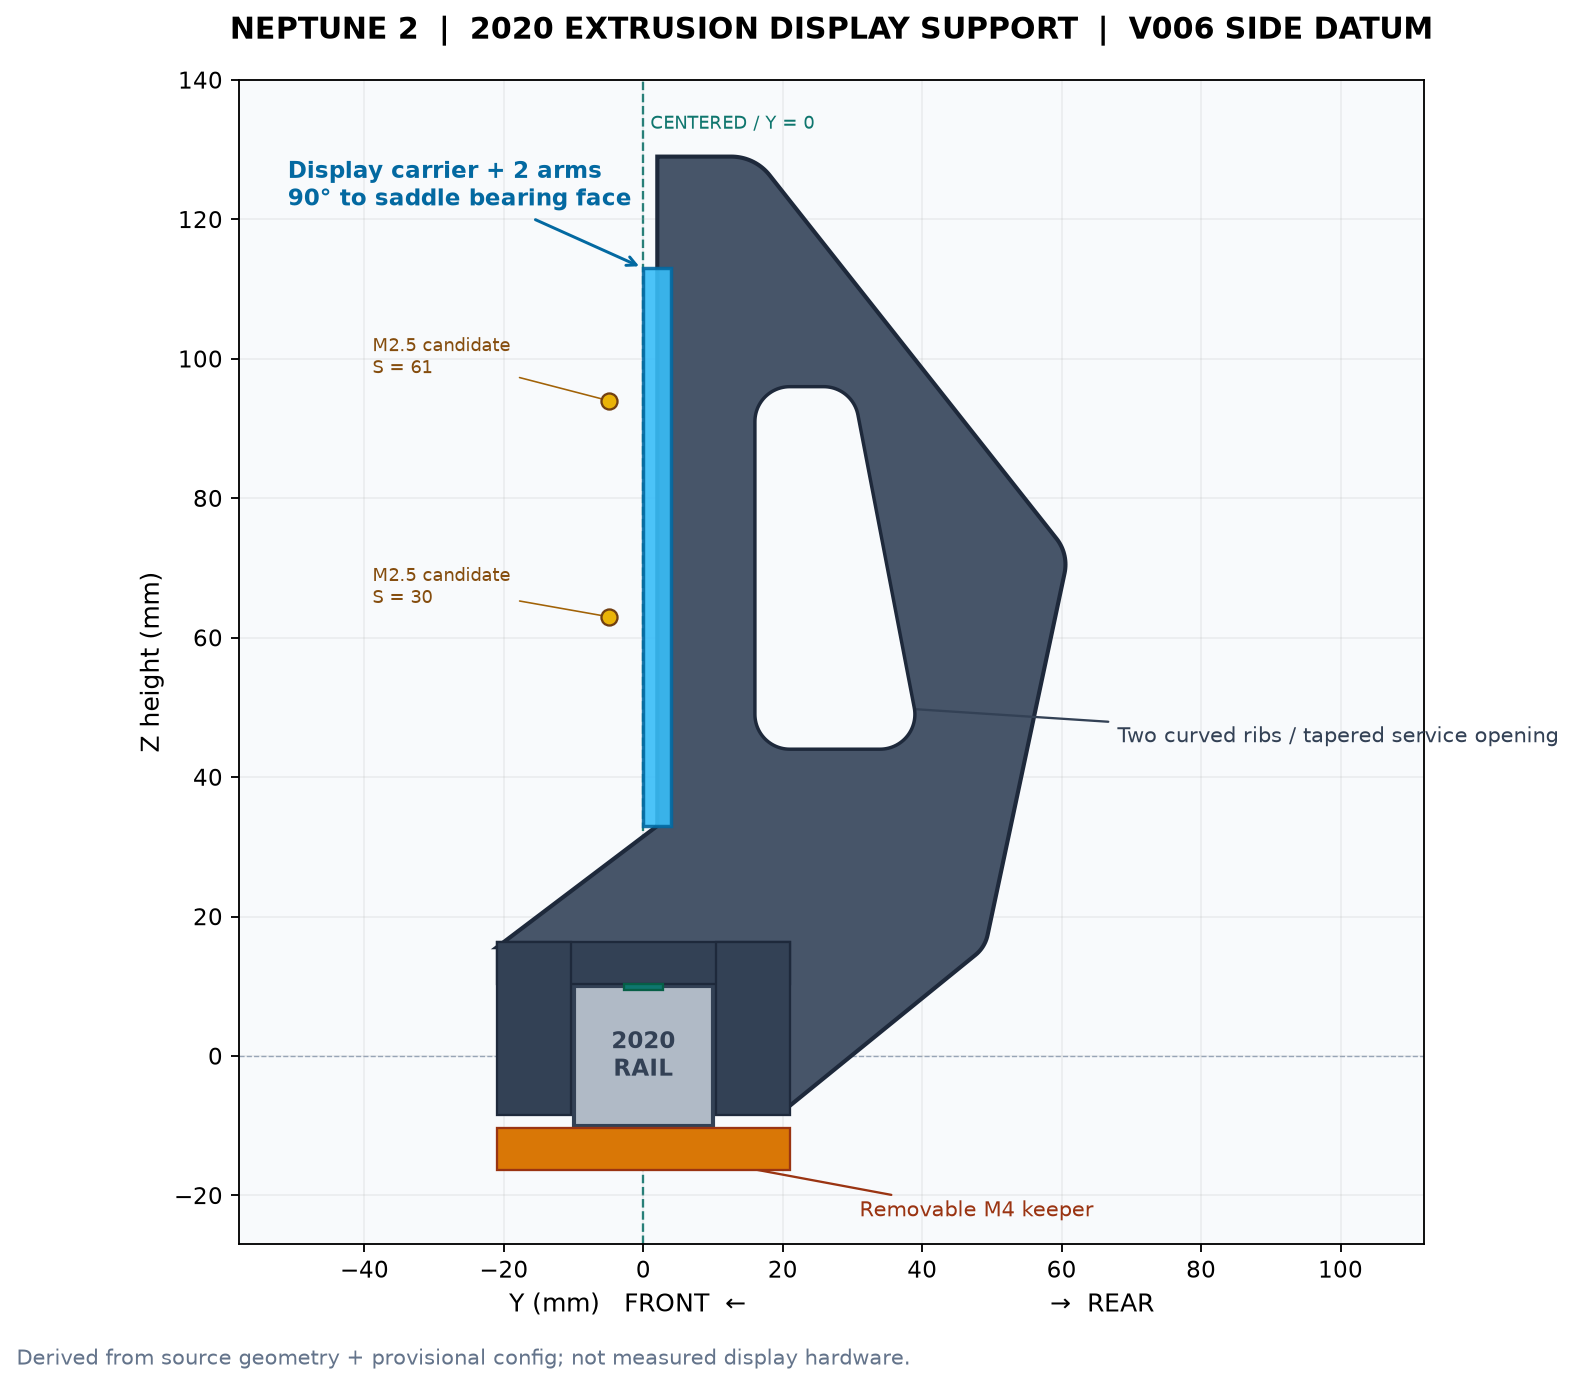 NEPTUNE 2 | 2020 EXTRUSION DISPLAY SUPPORT | V006 SIDE DATUM
140
CENTERED / Y = 0
Display carrier + 2 arms
90° to saddle bearing face
120
M2.5 candidate
S = 61
100
80
M2.5 candidate
S = 30
60
Z height (mm)
Two curved ribs / tapered service opening
40
20
2020
RAIL
0
−20
Removable M4 keeper
−40 −20 0 20 40 60 80 100
Y (mm) FRONT ← → REAR
Derived from source geometry + provisional config; not measured display hardware.